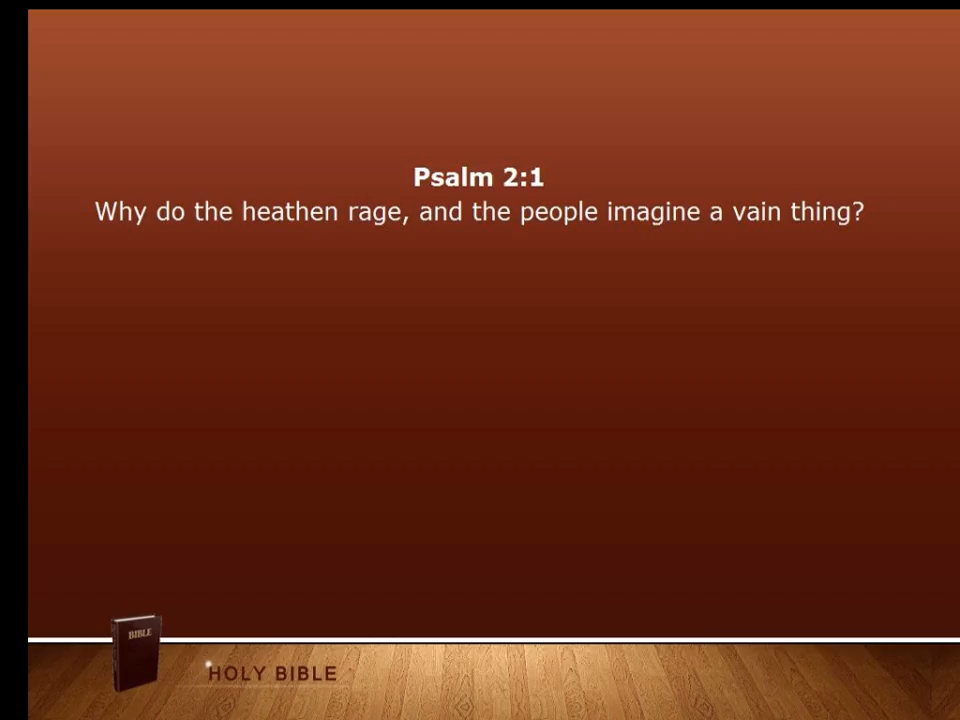 Psalm 2:1
Why do the heathen rage, and the people imagine a vain thing?
BIBLE
HOLY BIBLE